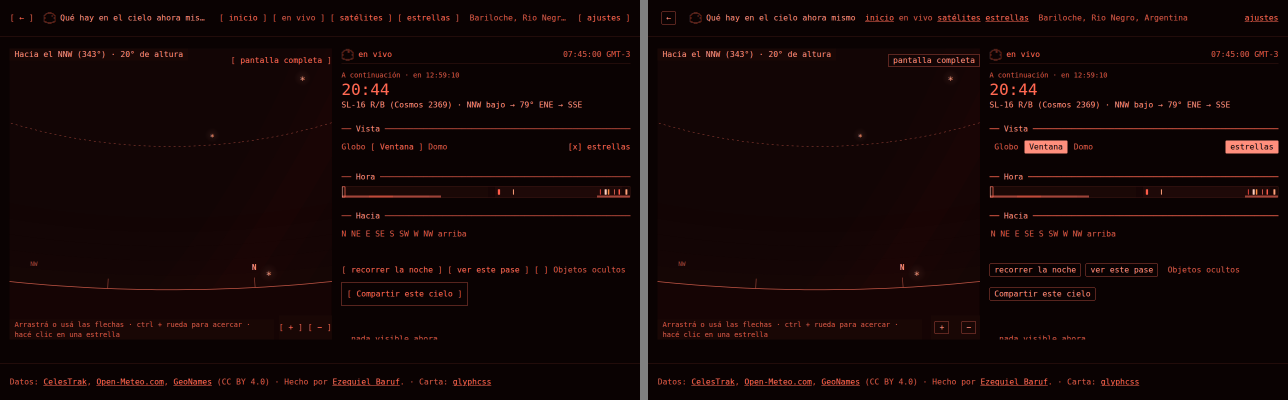 [ ← ] Qué hay en el cielo ahora mis… [ inicio ] [ en vivo ] [ satélites ] [ estrellas ] Bariloche, Río Negr… [ ajustes ]
Hacia el NNW (343°) · 20° de altura
[ pantalla completa ]
en vivo 07:45:00 GMT-3
A continuación · en 12:59:10
20:44
SL-16 R/B (Cosmos 2369) · NNW bajo → 79° ENE → SSE
Vista
Globo [ Ventana ] Domo [x] estrellas
Hora
Hacia
N NE E SE S SW W NW arriba
NW
N
[ recorrer la noche ] [ ver este pase ] [ ] Objetos ocultos
[ Compartir este cielo ]
Arrastrá o usá las flechas · ctrl + rueda para acercar ·
hacé clic en una estrella
[ + ] [ − ]
nada visible ahora
Datos: CelesTrak, Open-Meteo.com, GeoNames (CC BY 4.0) · Hecho por Ezequiel Baruf. · Carta: glyphcss
← Qué hay en el cielo ahora mismo inicio en vivo satélites estrellas Bariloche, Río Negro, Argentina ajustes
Hacia el NNW (343°) · 20° de altura
pantalla completa
en vivo 07:45:00 GMT-3
A continuación · en 12:59:10
20:44
SL-16 R/B (Cosmos 2369) · NNW bajo → 79° ENE → SSE
Vista
Globo Ventana Domo estrellas
Hora
Hacia
N NE E SE S SW W NW arriba
NW
N
recorrer la noche ver este pase Objetos ocultos
Compartir este cielo
Arrastrá o usá las flechas · ctrl + rueda para acercar ·
hacé clic en una estrella
+ −
nada visible ahora
Datos: CelesTrak, Open-Meteo.com, GeoNames (CC BY 4.0) · Hecho por Ezequiel Baruf. · Carta: glyphcss